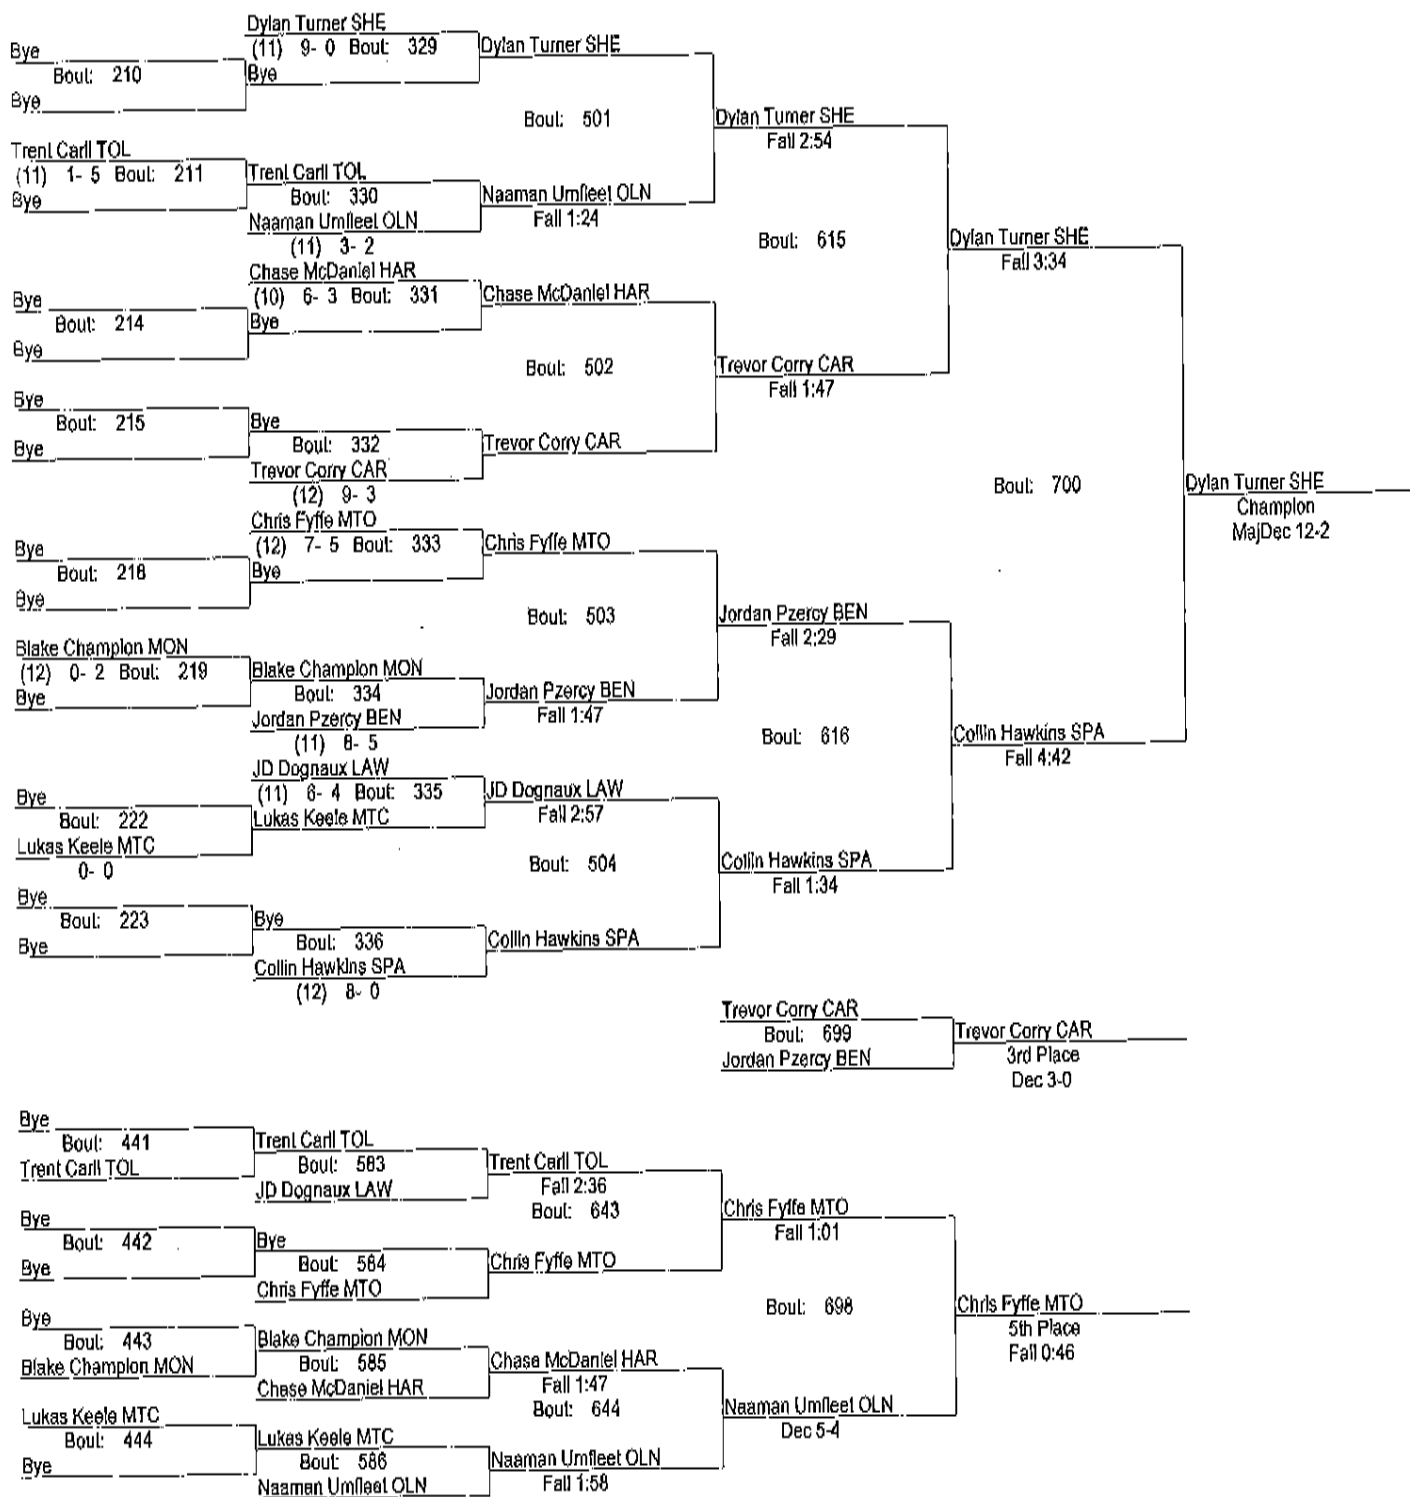 Dylan Turner SHE
Bye
(11) 9- 0 Bout: 329
Dylan Turner SHE
Bout: 210
Bye
Bye
Bout: 501
Dylan Turner SHE
Fall 2:54
Trent Carll TOL
(11) 1- 5 Bout: 211
Trent Carll TOL
Bye
Bout: 330
Naaman Umfleet OLN
Naaman Umfleet OLN
Fall 1:24
(11) 3- 2
Bout: 615
Dylan Turner SHE
Fall 3:34
Chase McDaniel HAR
Bye
(10) 6- 3 Bout: 331
Chase McDaniel HAR
Bout: 214
Bye
Bye
Bout: 502
Trevor Corry CAR
Fall 1:47
Bye
Bout: 215
Bye
Bye
Bout: 332
Trevor Corry CAR
Trevor Corry CAR
(12) 9- 3
Bout: 700
Dylan Turner SHE
Champion
MajDec 12-2
Chris Fyffe MTO
Bye
(12) 7- 5 Bout: 333
Chris Fyffe MTO
Bout: 218
Bye
Bye
Bout: 503
Jordan Pzercy BEN
Fall 2:29
Blake Champion MON
(12) 0- 2 Bout: 219
Blake Champion MON
Bye
Bout: 334
Jordan Pzercy BEN
Jordan Pzercy BEN
Fall 1:47
(11) 8- 5
Bout: 616
Collin Hawkins SPA
Fall 4:42
JD Dognaux LAW
Bye
(11) 6- 4 Bout: 335
JD Dognaux LAW
Bout: 222
Lukas Keele MTC
Fall 2:57
Lukas Keele MTC
0- 0
Bout: 504
Collin Hawkins SPA
Fall 1:34
Bye
Bout: 223
Bye
Bye
Bout: 336
Collin Hawkins SPA
Collin Hawkins SPA
(12) 8- 0
Trevor Corry CAR
Bout: 699
Trevor Corry CAR
Jordan Pzercy BEN
3rd Place
Dec 3-0
Bye
Bout: 441
Trent Carll TOL
Trent Carll TOL
Bout: 583
Trent Carll TOL
JD Dognaux LAW
Fall 2:36
Bout: 643
Chris Fyffe MTO
Fall 1:01
Bye
Bout: 442
Bye
Bye
Bout: 584
Chris Fyffe MTO
Chris Fyffe MTO
Bout: 698
Chris Fyffe MTO
5th Place
Fall 0:46
Bye
Bout: 443
Blake Champion MON
Blake Champion MON
Bout: 585
Chase McDaniel HAR
Chase McDaniel HAR
Fall 1:47
Bout: 644
Naaman Umfleet OLN
Dec 5-4
Lukas Keele MTC
Bout: 444
Lukas Keele MTC
Bye
Bout: 586
Naaman Umfleet OLN
Naaman Umfleet OLN
Fall 1:58